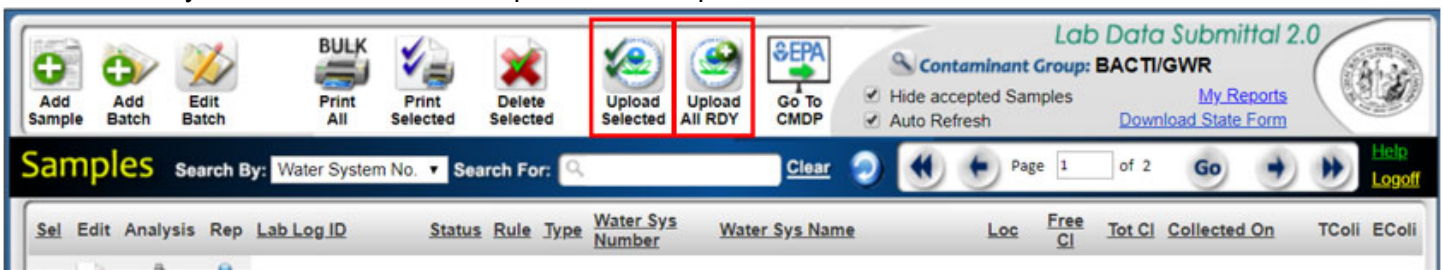 Lab Data Submittal 2.0
BULK
EPA
Contaminant Group: BACTI/GWR
Add Sample
Add Batch
Edit Batch
Print All
Print Selected
Delete Selected
Upload Selected
Upload All RDY
Go To CMDP
Hide accepted Samples
My Reports
Auto Refresh
Download State Form
Samples Search By: Water System No. Search For: Clear Page 1 of 2 Go
Help
Logoff
Sel Edit Analysis Rep Lab Log ID Status Rule Type Water Sys Number Water Sys Name Loc Free Cl Tot Cl Collected On TColi EColi